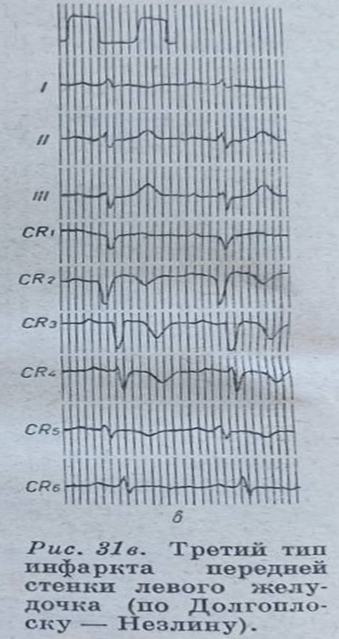 I
II
III
CR1
CR2
CR3
CR4
CR5
CR6
б
Рис. 31в. Третий тип
инфаркта передней
стенки левого желу-
дочка (по Долгопло-
ску — Незлину).